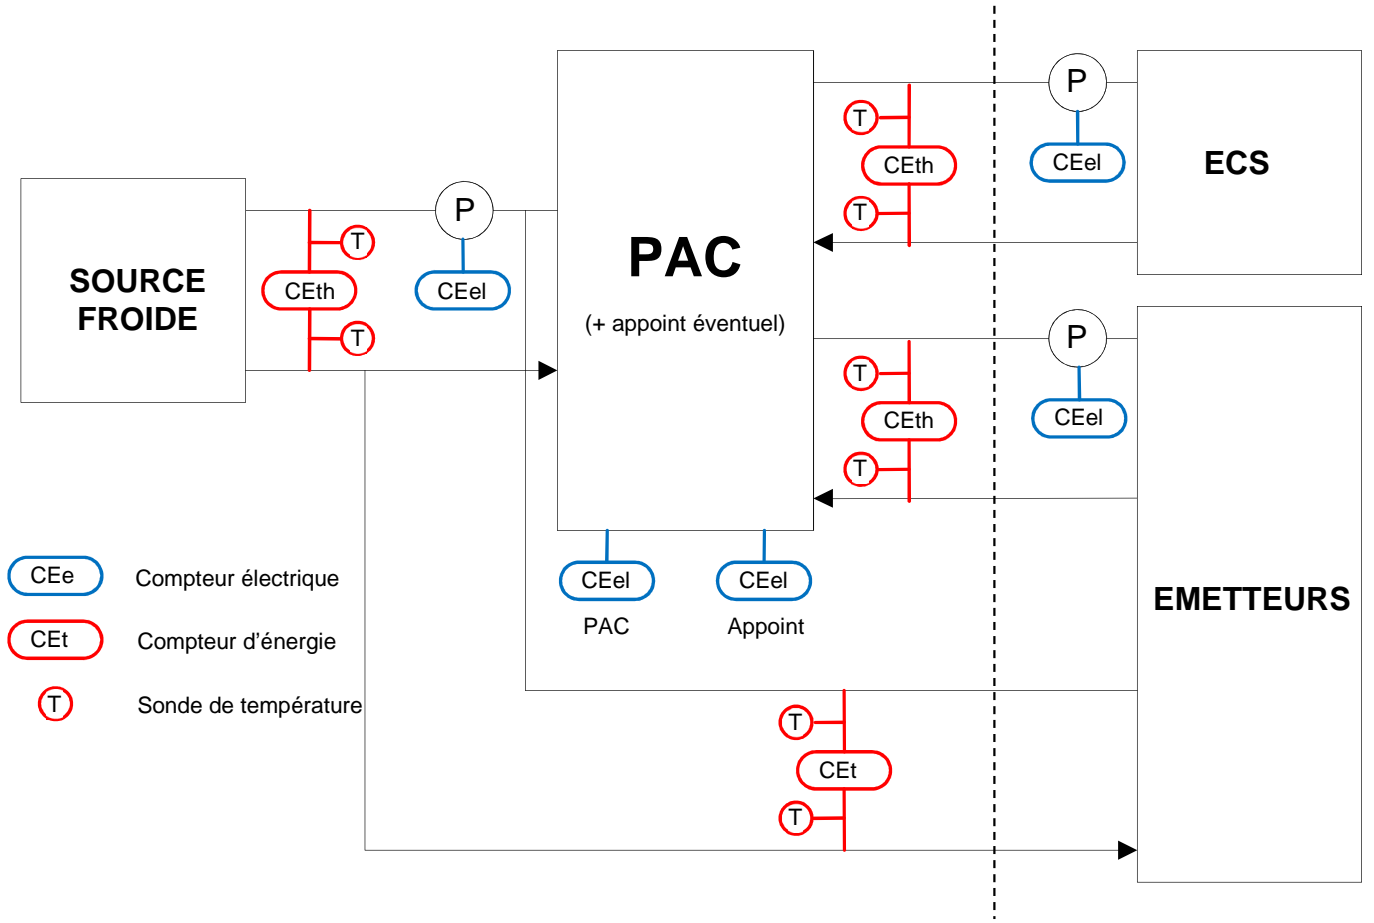 P
T
CEth
T
CEel
ECS
SOURCE
FROIDE
T
CEth
T
P
CEel
PAC
(+ appoint éventuel)
P
T
CEth
T
CEel
CEel
PAC
CEel
Appoint
EMETTEURS
CEe
Compteur électrique
CEt
Compteur d'énergie
T
Sonde de température
T
CEt
T